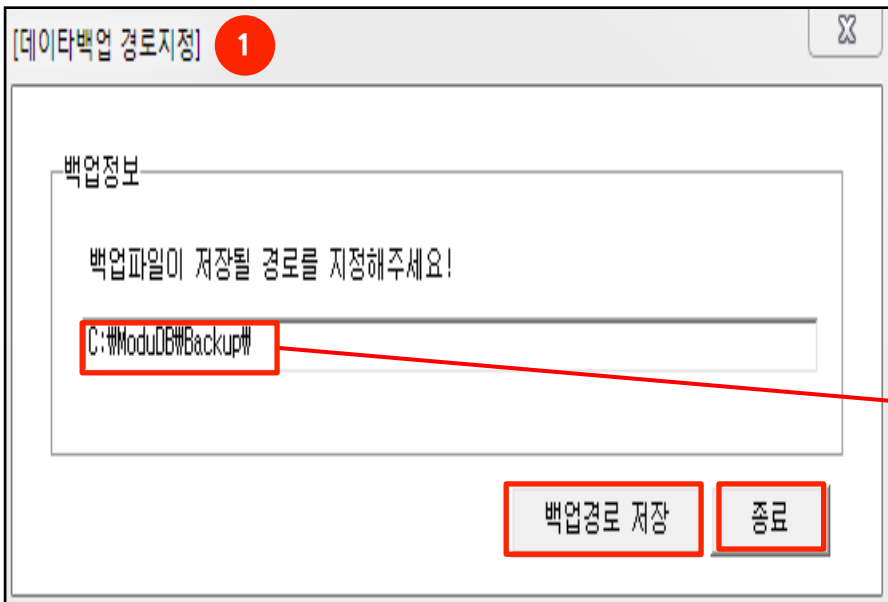 [데이타백업 경로지정] 1
백업정보
백업파일이 저장될 경로를 지정해주세요!
C:₩ModuDB₩Backup₩
백업경로 저장 종료